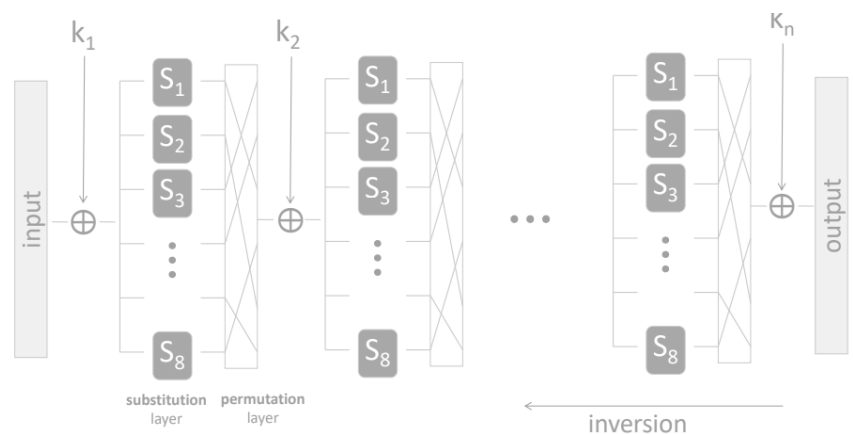 k1
k2
kn
input
S1
S2
S3
S8
S1
S2
S3
S8
S1
S2
S3
S8
output
substitution
layer
permutation
layer
inversion